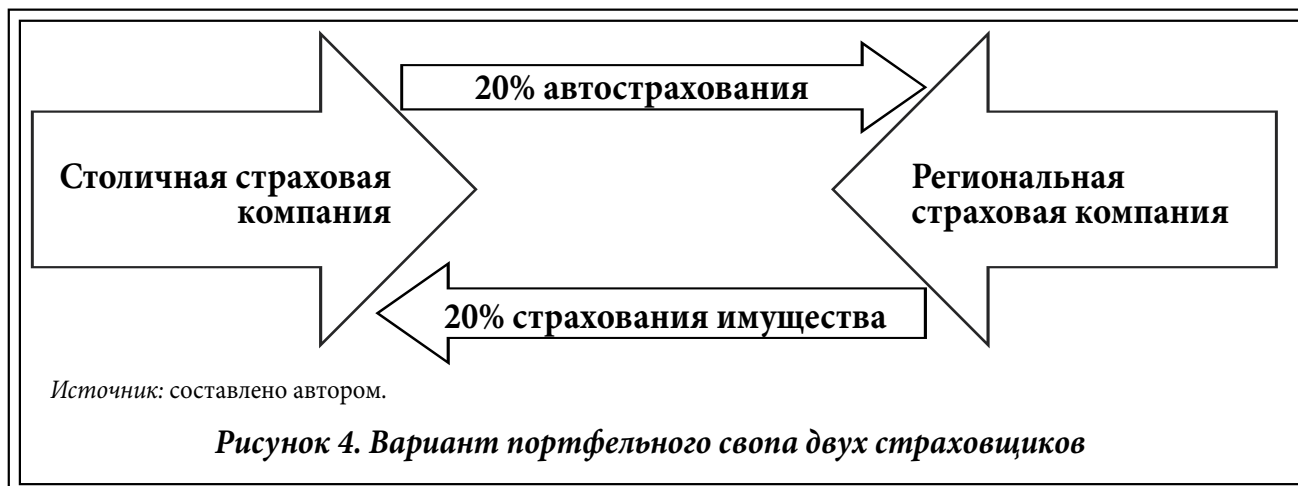 20% автострахования
Столичная страховая
компания
Региональная
страховая компания
20% страхования имущества
Источник: составлено автором.
Рисунок 4. Вариант портфельного свопа двух страховщиков